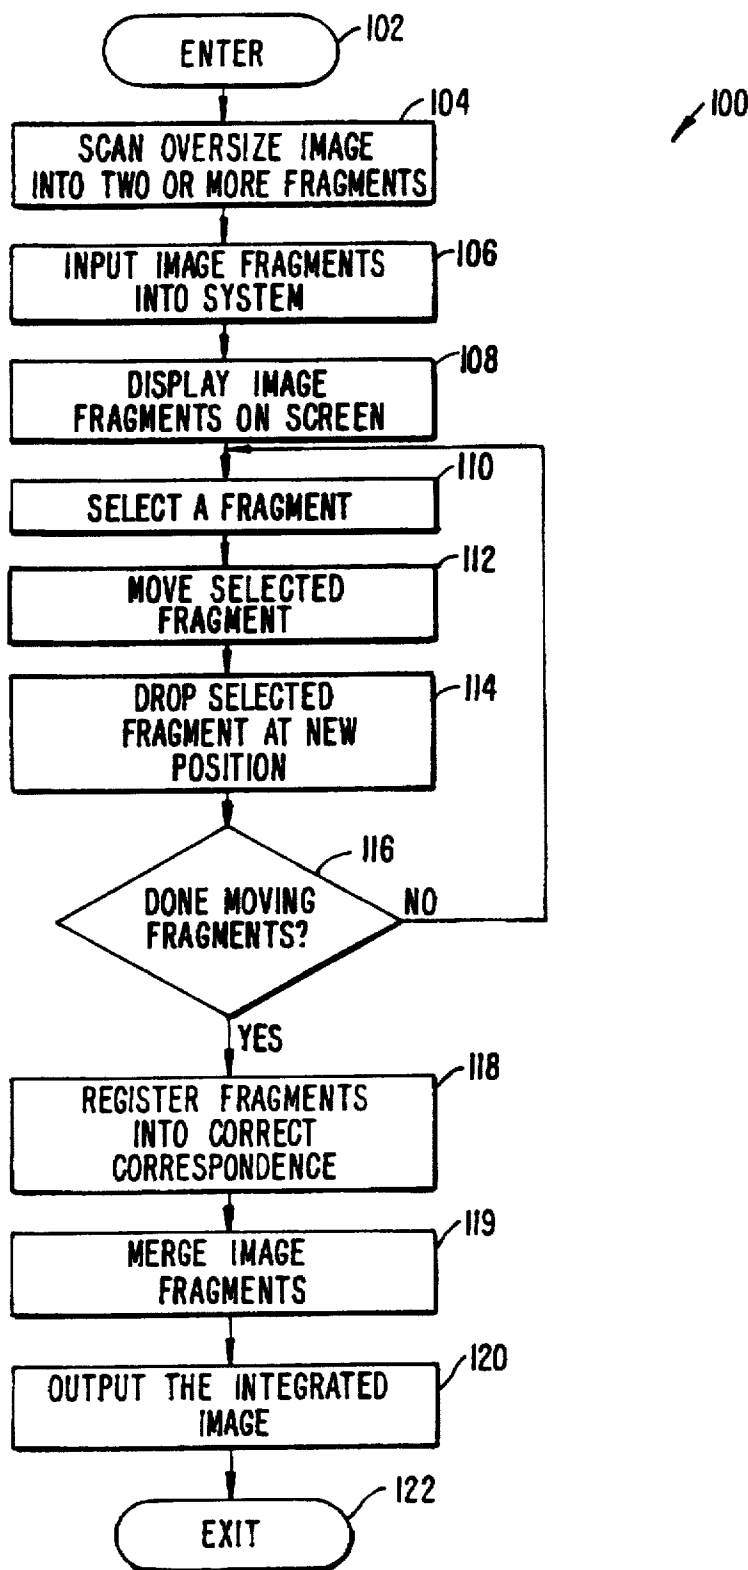 ENTER
102
100
104
SCAN OVERSIZE IMAGE
INTO TWO OR MORE FRAGMENTS
106
INPUT IMAGE FRAGMENTS
INTO SYSTEM
108
DISPLAY IMAGE
FRAGMENTS ON SCREEN
110
SELECT A FRAGMENT
112
MOVE SELECTED
FRAGMENT
114
DROP SELECTED
FRAGMENT AT NEW
POSITION
116
DONE MOVING
FRAGMENTS?
NO
YES
118
REGISTER FRAGMENTS
INTO CORRECT
CORRESPONDENCE
119
MERGE IMAGE
FRAGMENTS
120
OUTPUT THE INTEGRATED
IMAGE
122
EXIT